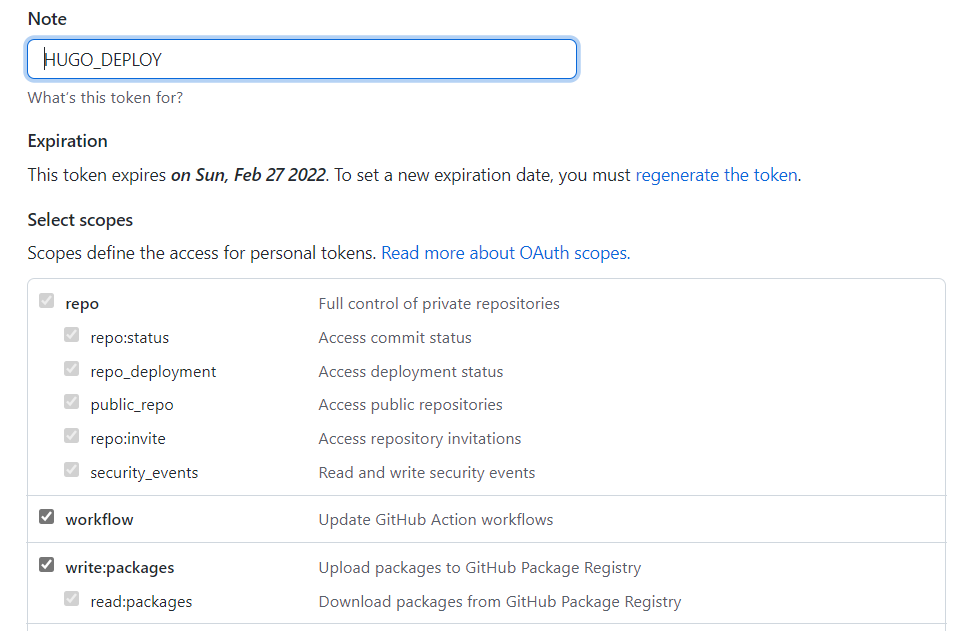 Note
HUGO_DEPLOY
What's this token for?
Expiration
This token expires on Sun, Feb 27 2022. To set a new expiration date, you must regenerate the token.
Select scopes
Scopes define the access for personal tokens. Read more about OAuth scopes.
repo Full control of private repositories
repo:status Access commit status
repo_deployment Access deployment status
public_repo Access public repositories
repo:invite Access repository invitations
security_events Read and write security events
workflow Update GitHub Action workflows
write:packages Upload packages to GitHub Package Registry
read:packages Download packages from GitHub Package Registry